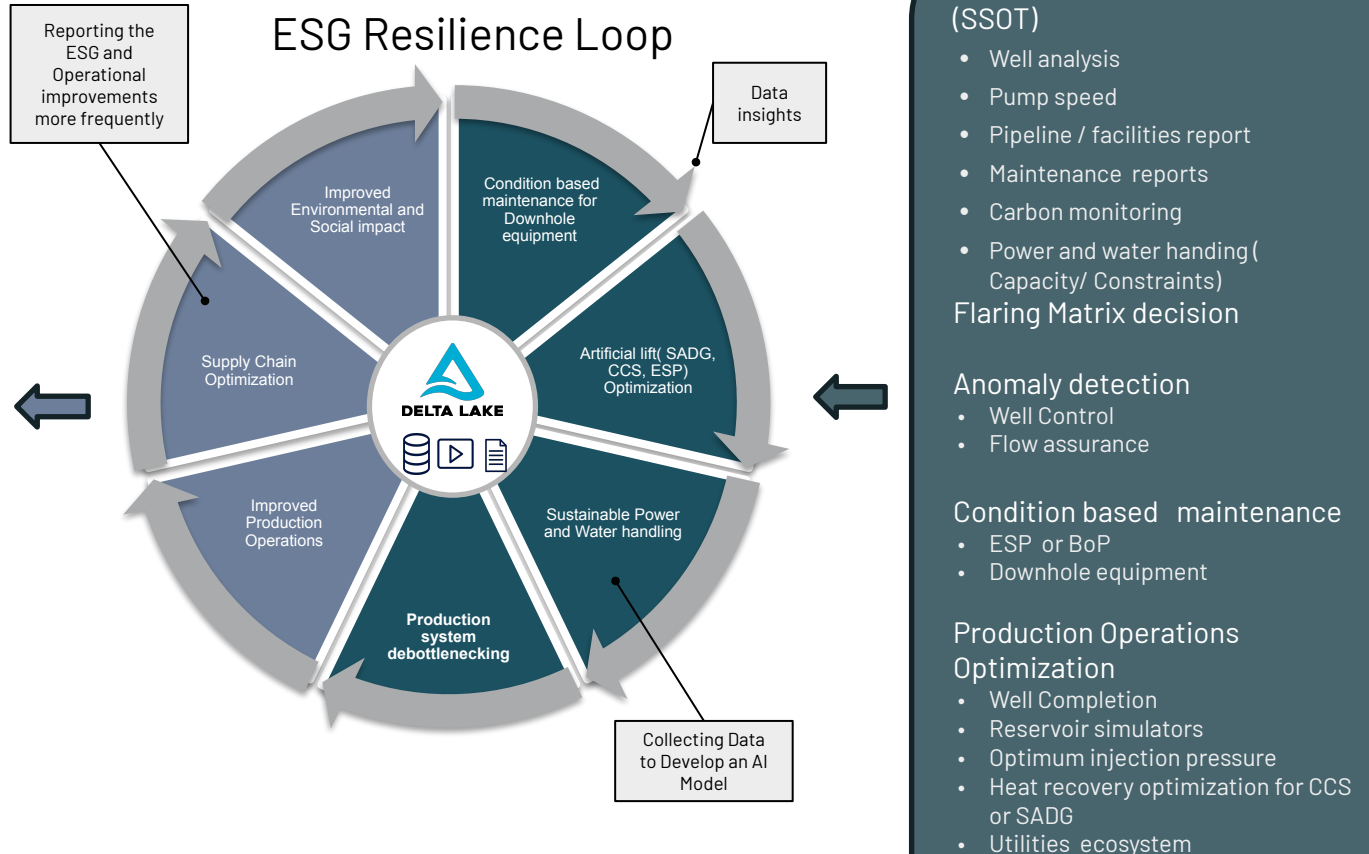 ESG Resilience Loop
Reporting the
ESG and
Operational
improvements
more frequently
Data
insights
Improved
Environmental and
Social impact
Condition based
maintenance for
Downhole
equipment
Supply Chain
Optimization
Artificial lift( SADG,
CCS, ESP)
Optimization
DELTA LAKE
Improved
Production
Operations
Sustainable Power
and Water handling
Production
system
debottlenecking
Collecting Data
to Develop an AI
Model
(SSOT)
• Well analysis
• Pump speed
• Pipeline / facilities report
• Maintenance reports
• Carbon monitoring
• Power and water handing (
Capacity/ Constraints)
Flaring Matrix decision
Anomaly detection
• Well Control
• Flow assurance
Condition based maintenance
• ESP or BoP
• Downhole equipment
Production Operations
Optimization
• Well Completion
• Reservoir simulators
• Optimum injection pressure
• Heat recovery optimization for CCS
or SADG
• Utilities ecosystem